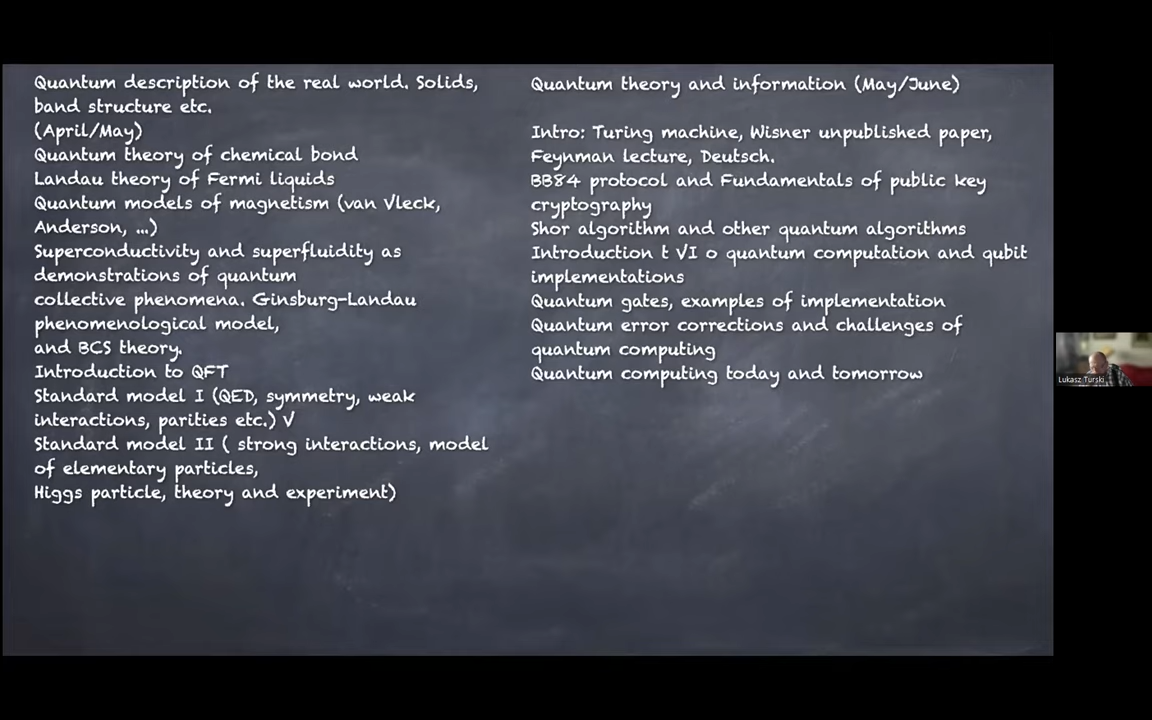 Quantum description of the real world. Solids,
band structure etc.
(April/May)
Quantum theory of chemical bond
Landau theory of Fermi liquids
Quantum models of magnetism (van Vleck,
Anderson, ...)
Superconductivity and superfluidity as
demonstrations of quantum
collective phenomena. Ginsburg-Landau
phenomenological model,
and BCS theory.
Introduction to QFT
Standard model I (QED, symmetry, weak
interactions, parities etc.) V
Standard model II ( strong interactions, model
of elementary particles,
Higgs particle, theory and experiment)
Quantum theory and information (May/June)
Intro: Turing machine, Wisner unpublished paper,
Feynman lecture, Deutsch.
BB84 protocol and Fundamentals of public key
cryptography
Shor algorithm and other quantum algorithms
Introduction t VI o quantum computation and qubit
implementations
Quantum gates, examples of implementation
Quantum error corrections and challenges of
quantum computing
Quantum computing today and tomorrow
Lukasz Turski